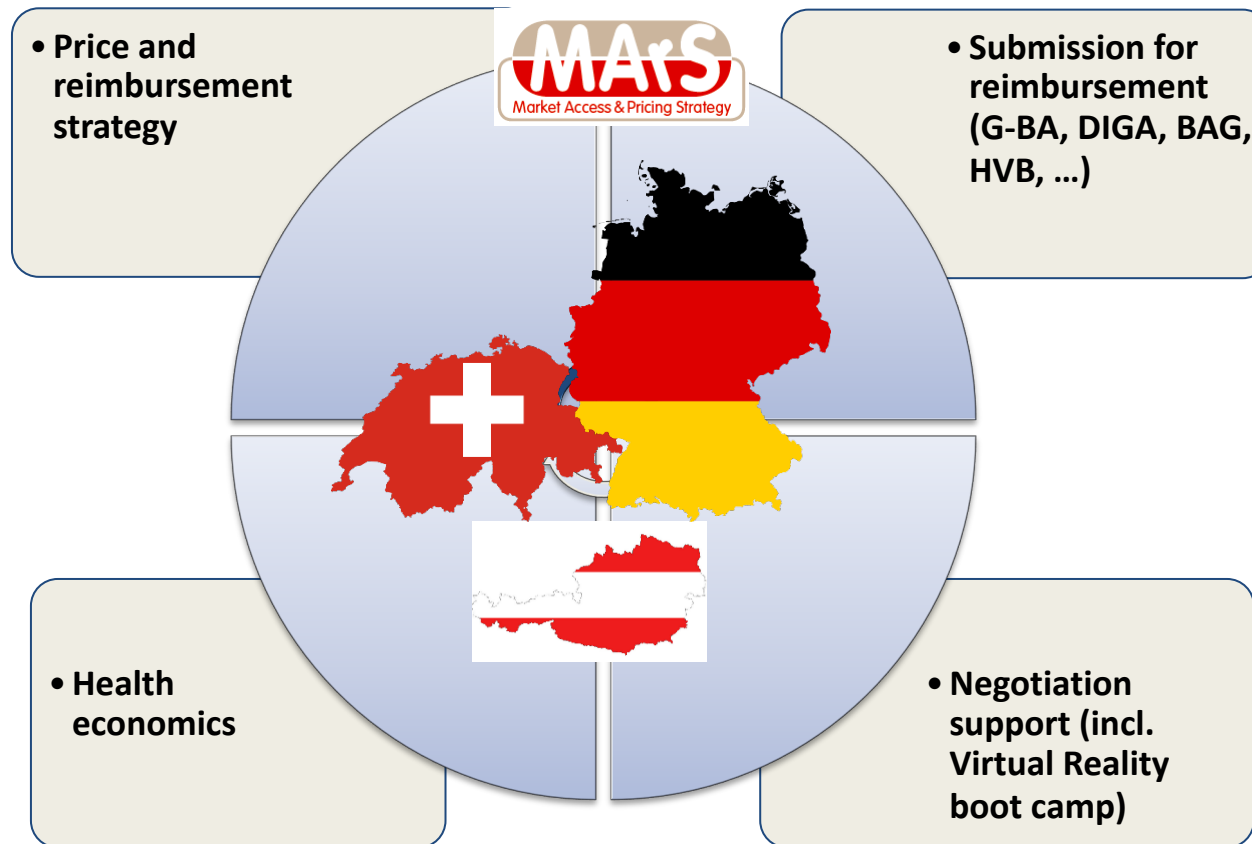 MArS
Market Access & Pricing Strategy
• Price and
reimbursement
strategy
• Submission for
reimbursement
(G-BA, DIGA, BAG,
HVB, …)
• Health
economics
• Negotiation
support (incl.
Virtual Reality
boot camp)